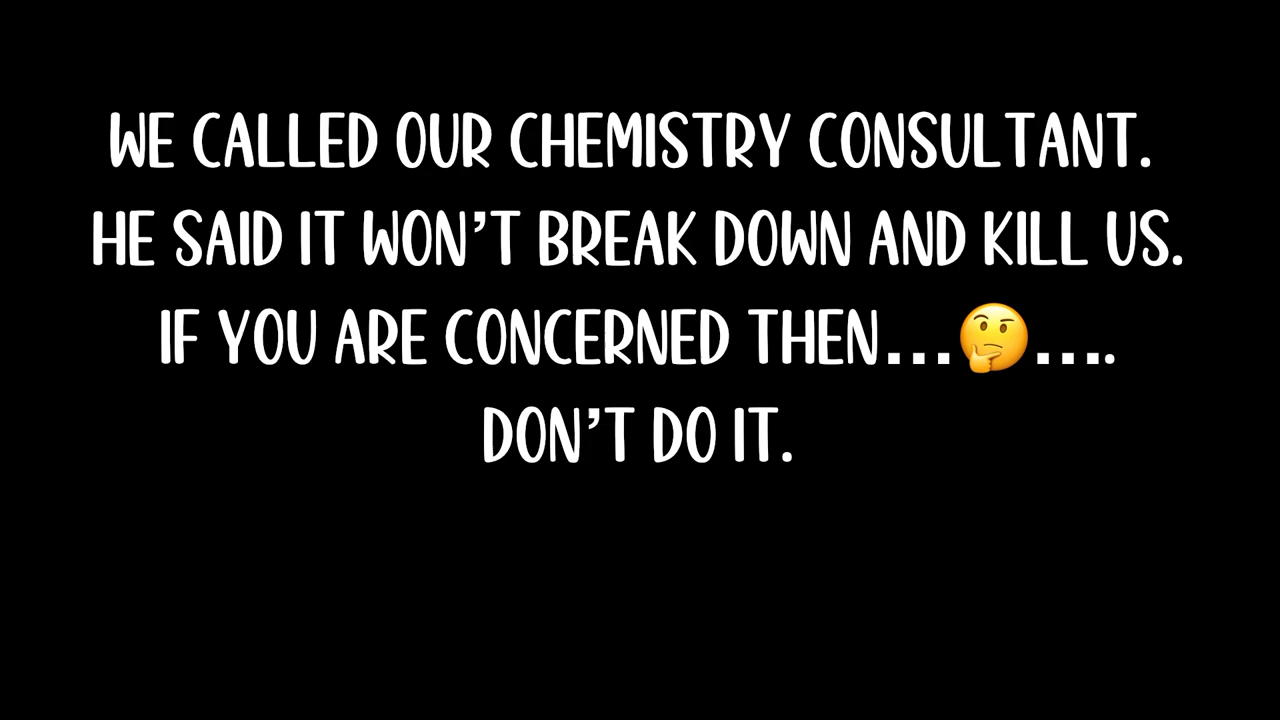 WE CALLED OUR CHEMISTRY CONSULTANT.
HE SAID IT WON'T BREAK DOWN AND KILL US.
IF YOU ARE CONCERNED THEN...🤔....
DON'T DO IT.